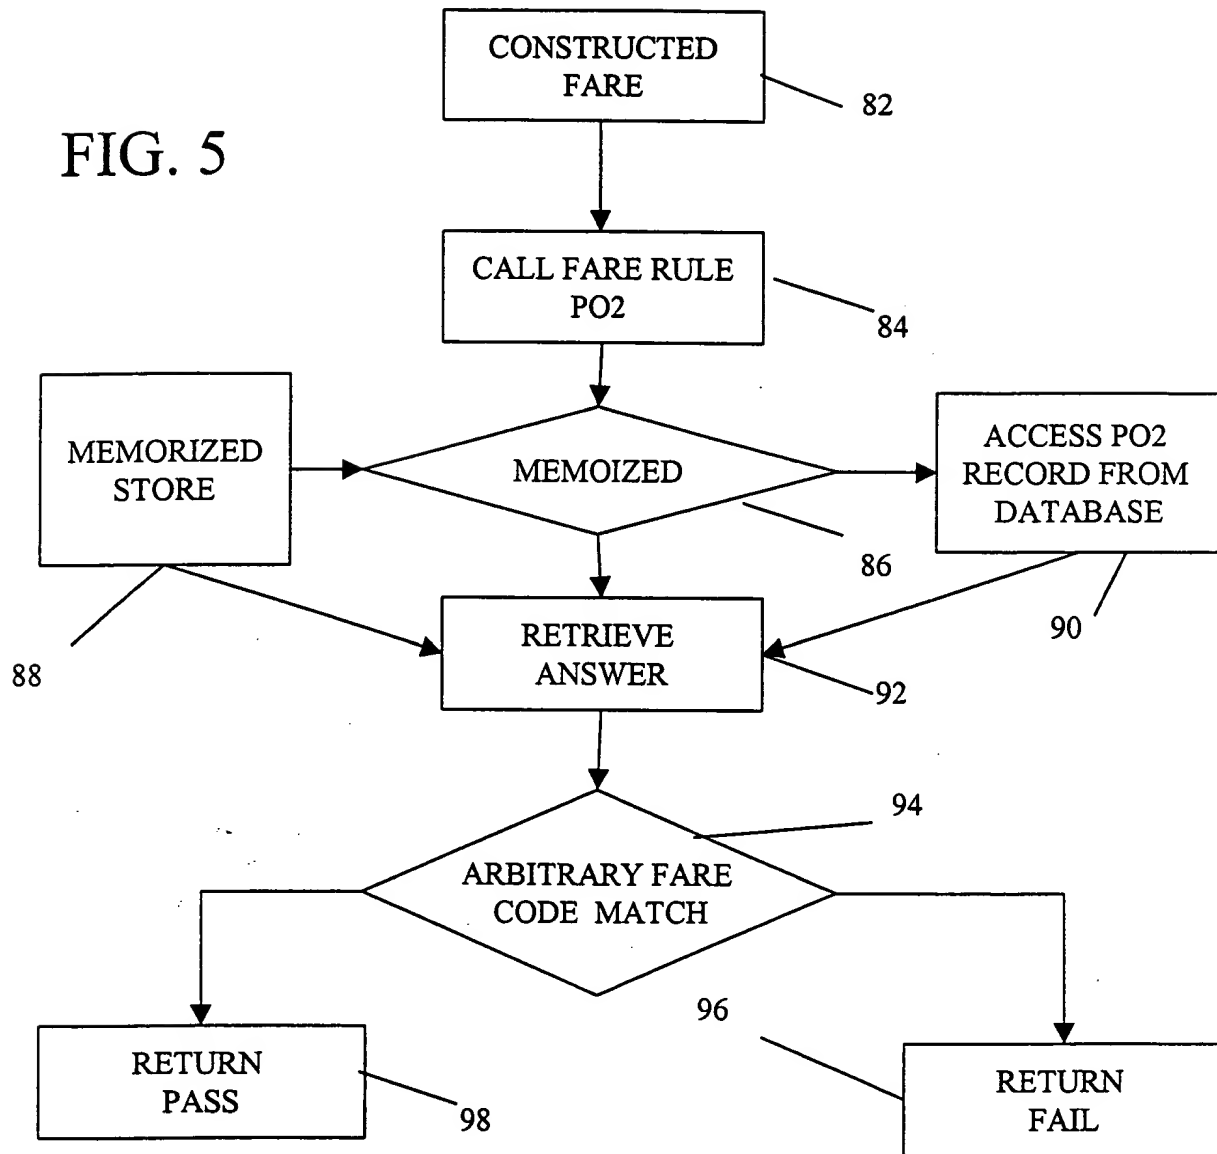 CONSTRUCTED
FARE
82
FIG. 5
CALL FARE RULE
PO2
84
MEMORIZED
STORE
MEMOIZED
ACCESS PO2
RECORD FROM
DATABASE
86
88
RETRIEVE
ANSWER
90
92
94
ARBITRARY FARE
CODE MATCH
96
RETURN
PASS
98
RETURN
FAIL